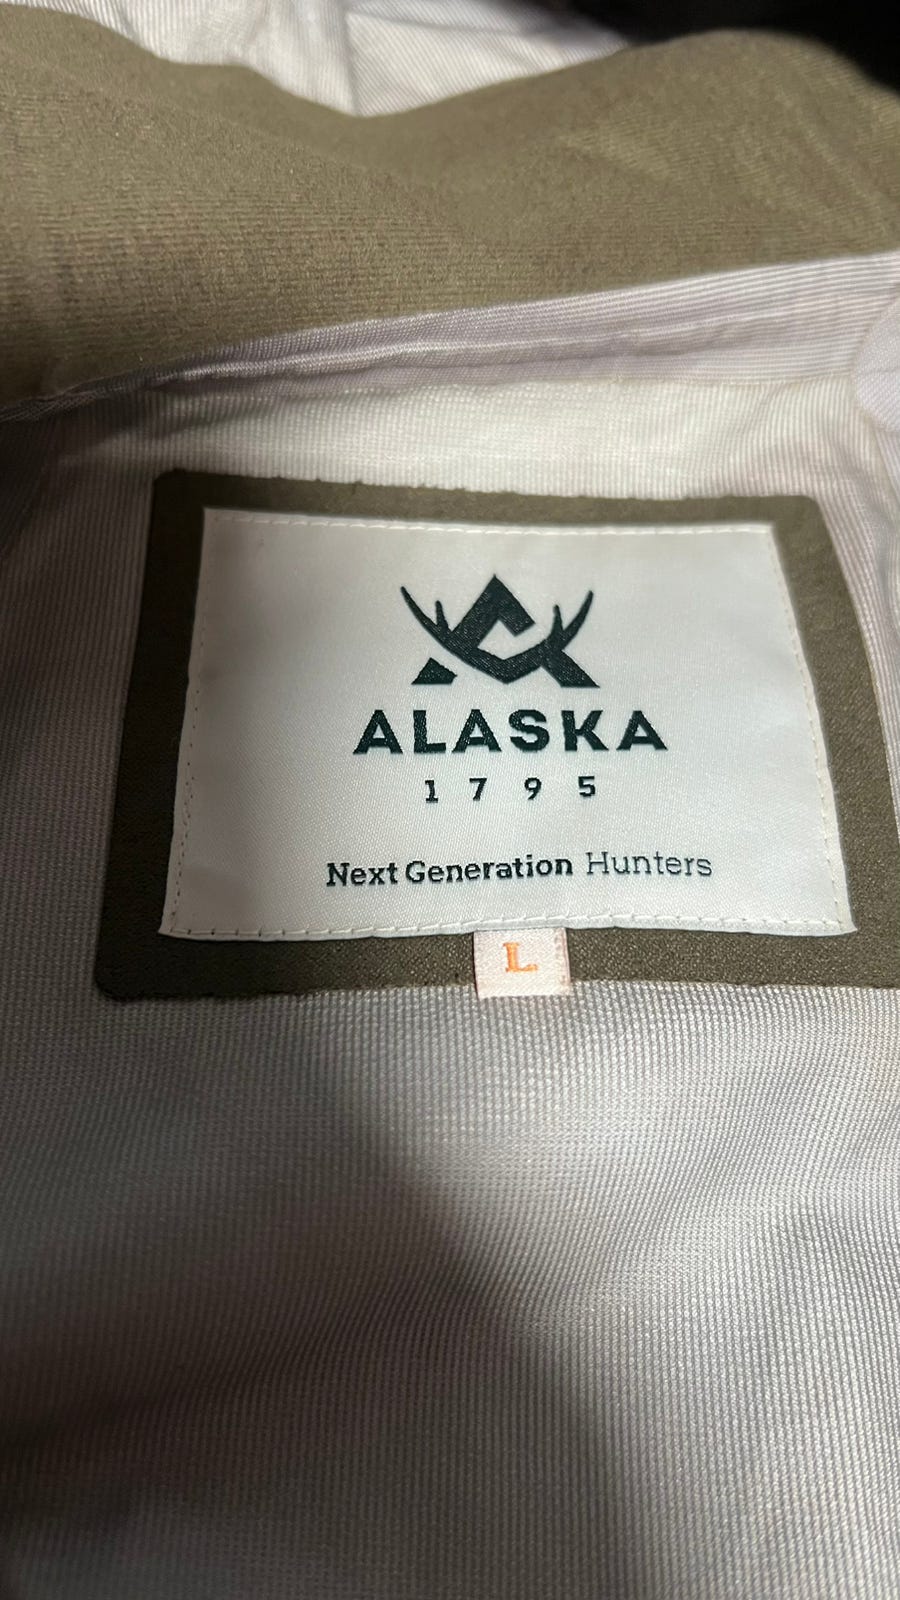 ALASKA
1795
Next Generation Hunters
L